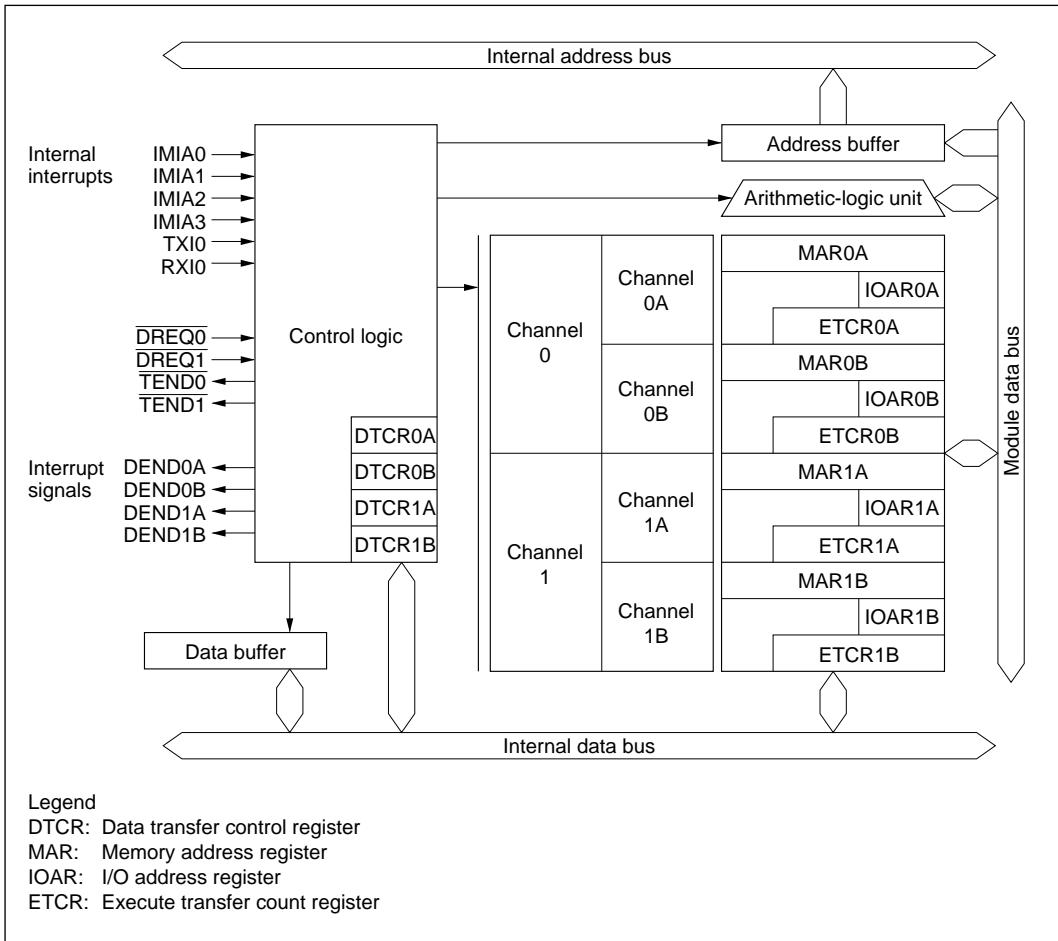 Internal address bus
Internal
interrupts
IMIA0
IMIA1
IMIA2
IMIA3
TXI0
RXI0
DREQ0
DREQ1
TEND0
TEND1
Interrupt
signals
DEND0A
DEND0B
DEND1A
DEND1B
Control logic
DTCR0A
DTCR0B
DTCR1A
DTCR1B
Data buffer
Address buffer
Arithmetic-logic unit
Channel
0
Channel
1
Channel
0A
Channel
0B
Channel
1A
Channel
1B
MAR0A
IOAR0A
ETCR0A
MAR0B
IOAR0B
ETCR0B
MAR1A
IOAR1A
ETCR1A
MAR1B
IOAR1B
ETCR1B
Module data bus
Internal data bus
Legend
DTCR: Data transfer control register
MAR: Memory address register
IOAR: I/O address register
ETCR: Execute transfer count register